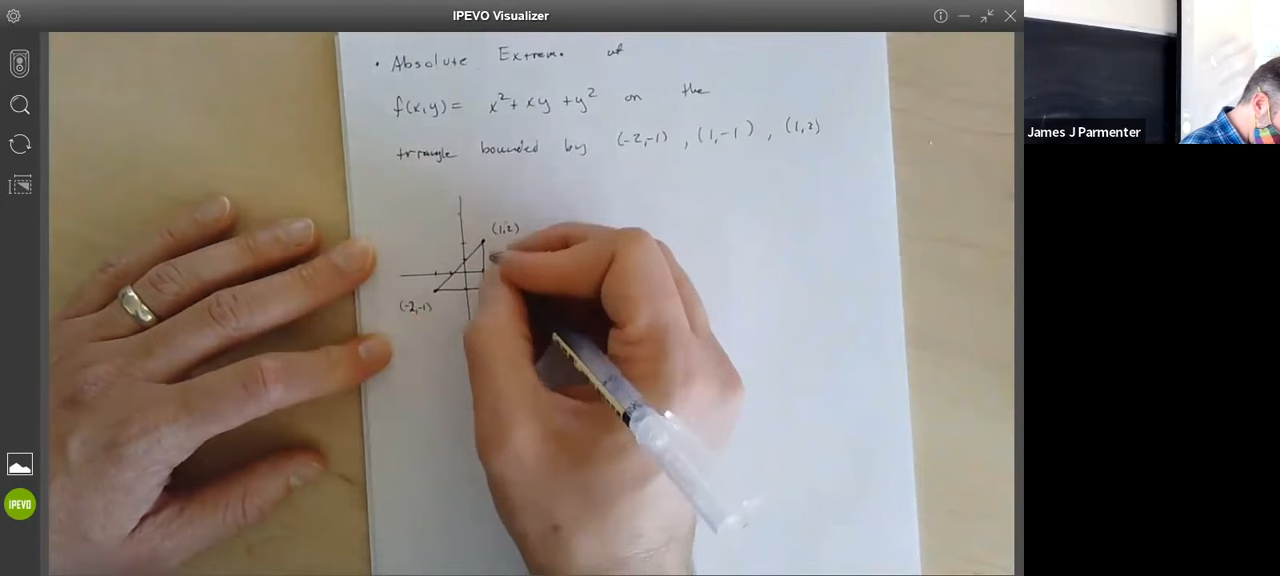 IPEVO Visualizer
• Absolute Extrem. of
f(x,y) = x² + xy + y² on the
triangle bounded by (-2,-1), (1,-1), (1,2)
(1,2)
(-2,-1)
IPEVO
James J Parmenter